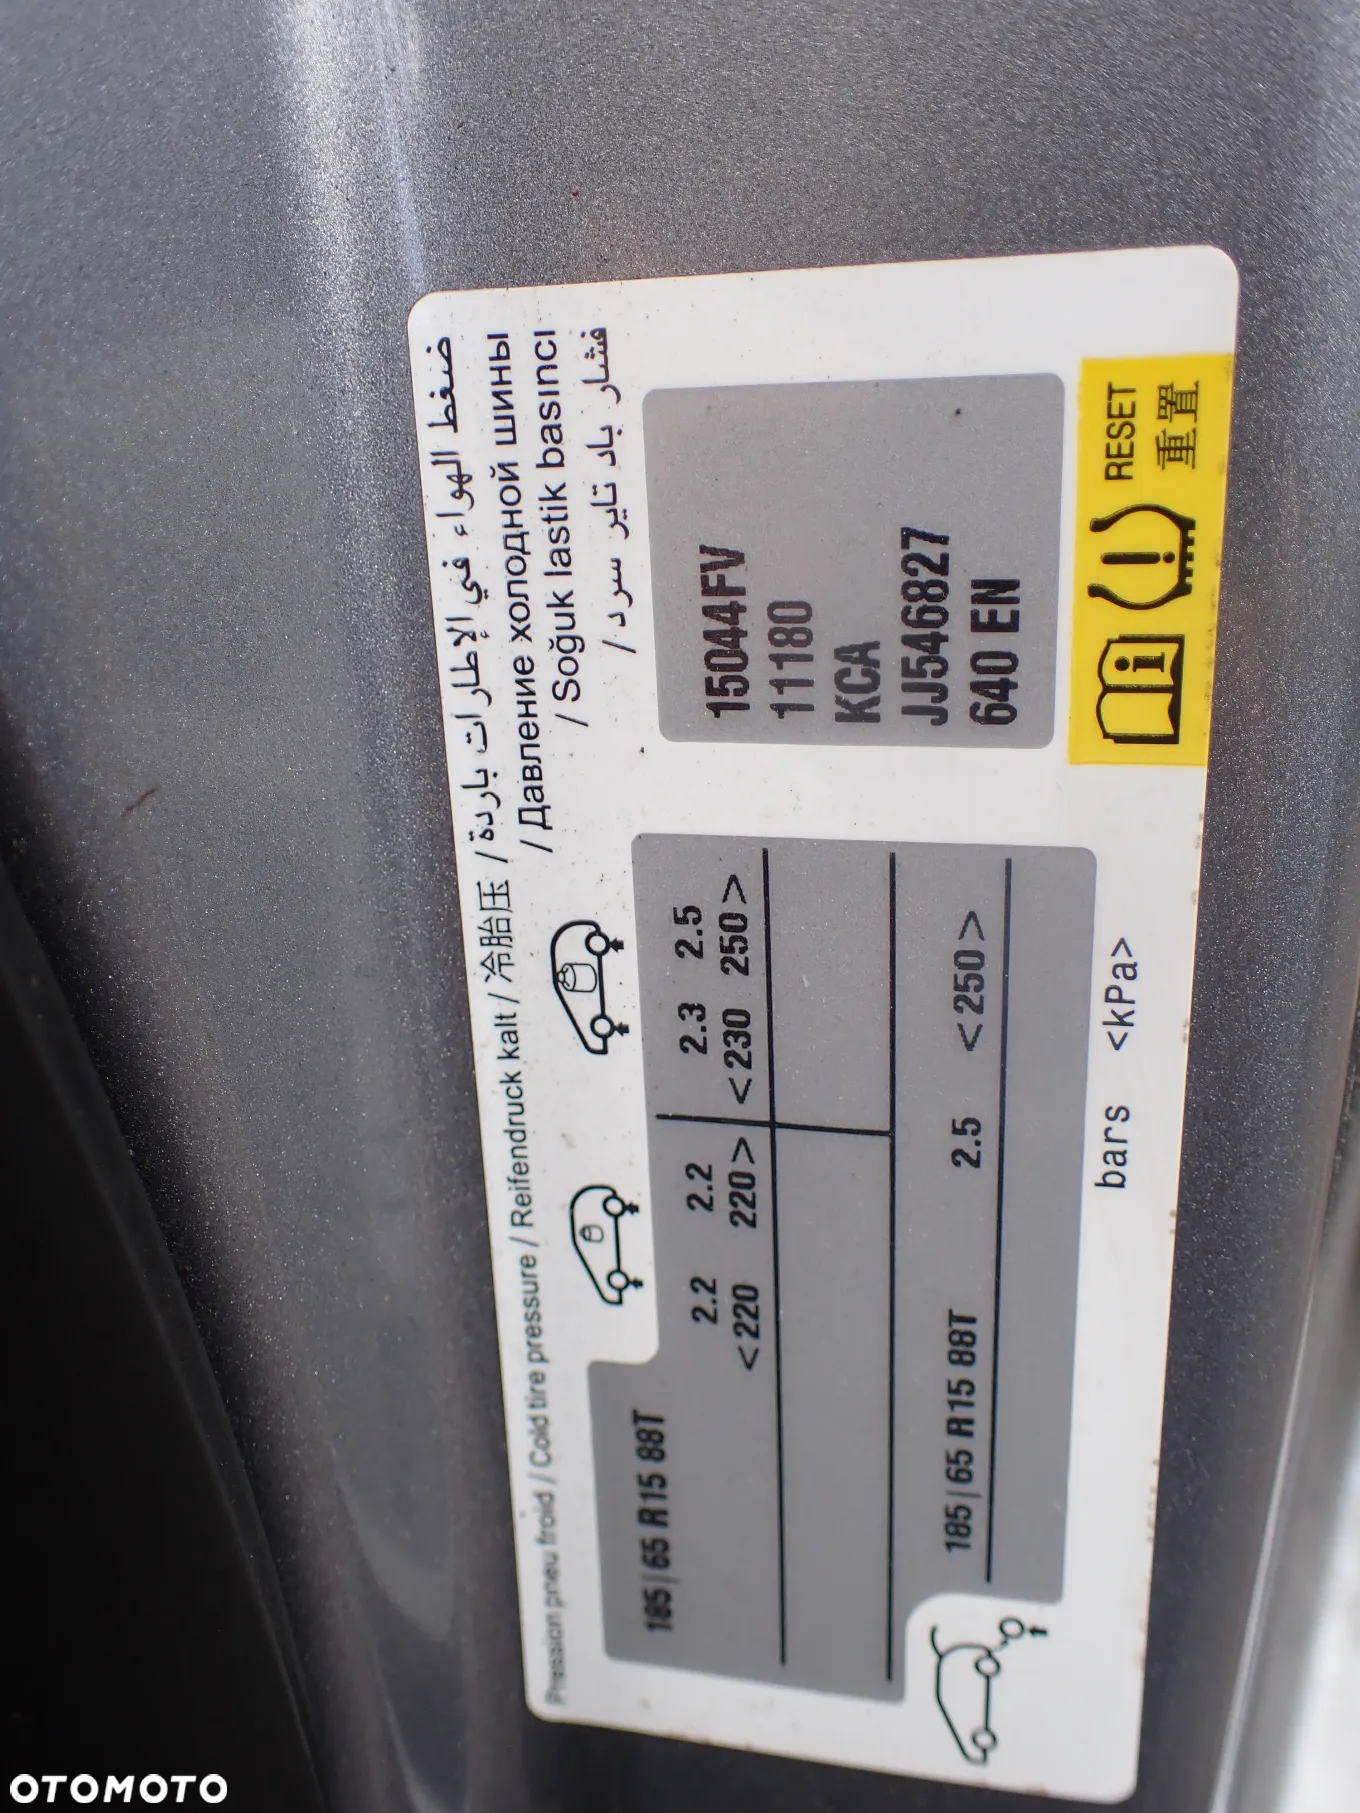 Pression pneu froid / Cold tire pressure / Reifendruck kalt / 冷胎压 / ضغط الهواء في الإطارات باردة
/ Давление холодной шины
/ Soğuk lastik basıncı
/ فشار باد تایر سرد
185|65 R15 88T
2.2 2.2 2.3 2.5
<220 220> <230 250>
185|65 R15 88T 2.5 <250>
bars <kPa>
15044FV
11180
KCA
JJ546827
640 EN
RESET
重置
OTOMOTO